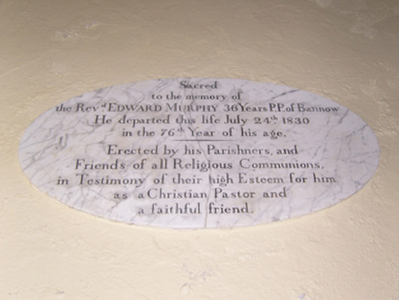 Sacred
to the memory of
the Revd EDWARD MURPHY 36 Years P.P. of Bannow
He departed this life July 24th 1830
in the 76th Year of his age.
Erected by his Parishners, and
Friends of all Religious Communions,
in Testimony of their high Esteem for him
as a Christian Pastor and
a faithful friend.